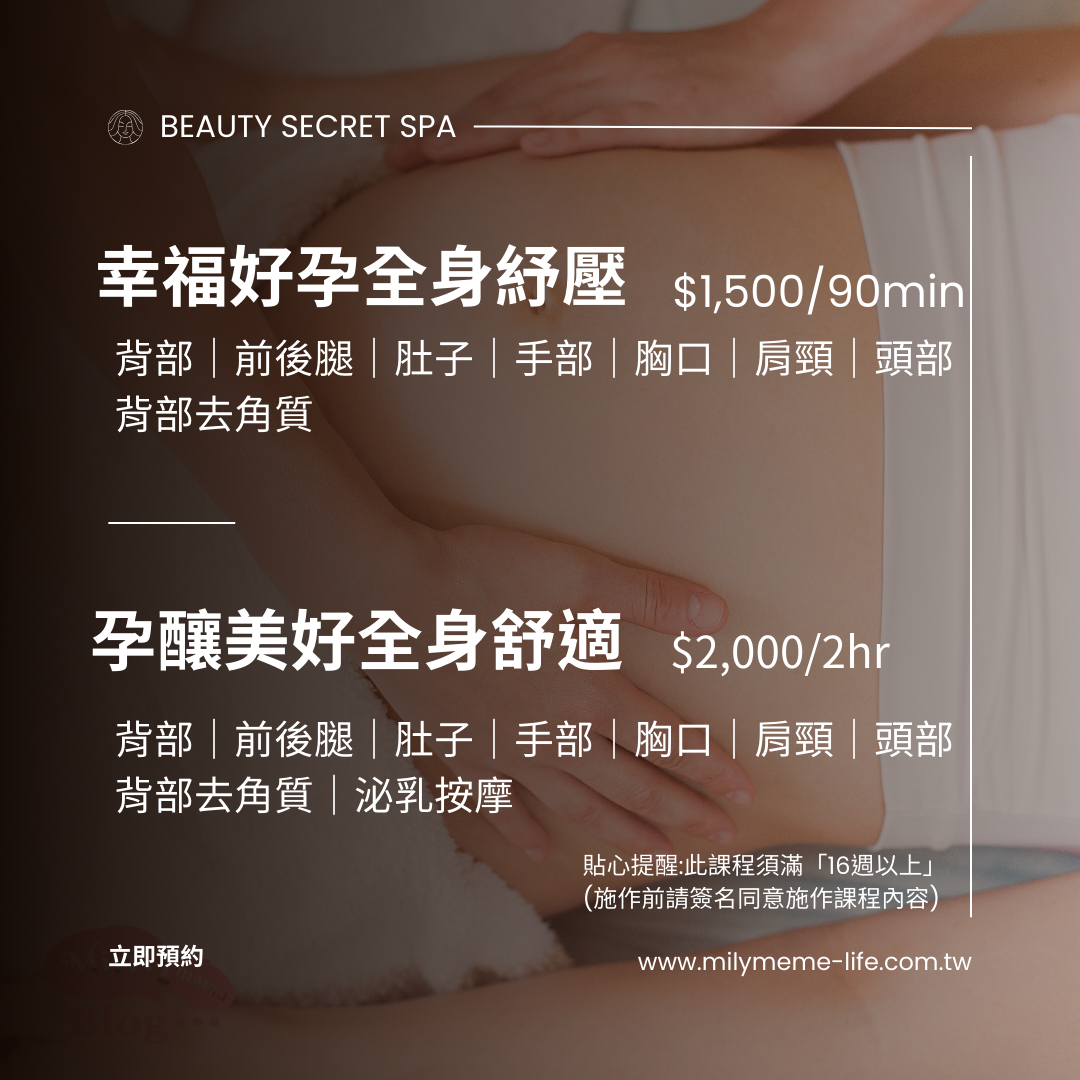 BEAUTY SECRET SPA
幸福好孕全身紓壓 $1,500/90min
背部｜前後腿｜肚子｜手部｜胸口｜肩頸｜頭部
背部去角質
孕釀美好全身舒適 $2,000/2hr
背部｜前後腿｜肚子｜手部｜胸口｜肩頸｜頭部
背部去角質｜泌乳按摩
貼心提醒:此課程須滿「16週以上」
(施作前請簽名同意施作課程內容)
立即預約
www.milymeme-life.com.tw
Blog